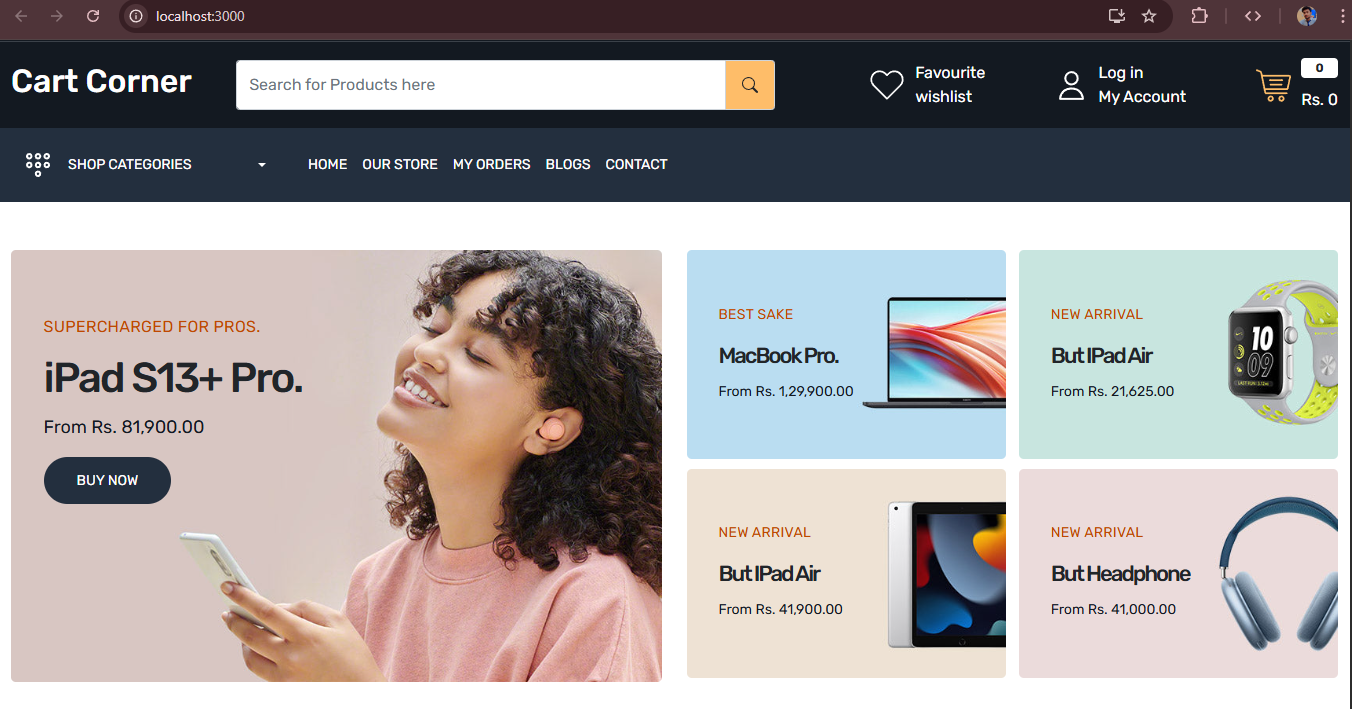 localhost:3000
Cart Corner
Search for Products here
Favourite
wishlist
Log in
My Account
0
Rs. 0
SHOP CATEGORIES
HOME OUR STORE MY ORDERS BLOGS CONTACT
SUPERCHARGED FOR PROS.
iPad S13+ Pro.
From Rs. 81,900.00
BUY NOW
BEST SAKE
MacBook Pro.
From Rs. 1,29,900.00
NEW ARRIVAL
But IPad Air
From Rs. 21,625.00
10
09
NEW ARRIVAL
But IPad Air
From Rs. 41,900.00
NEW ARRIVAL
But Headphone
From Rs. 41,000.00